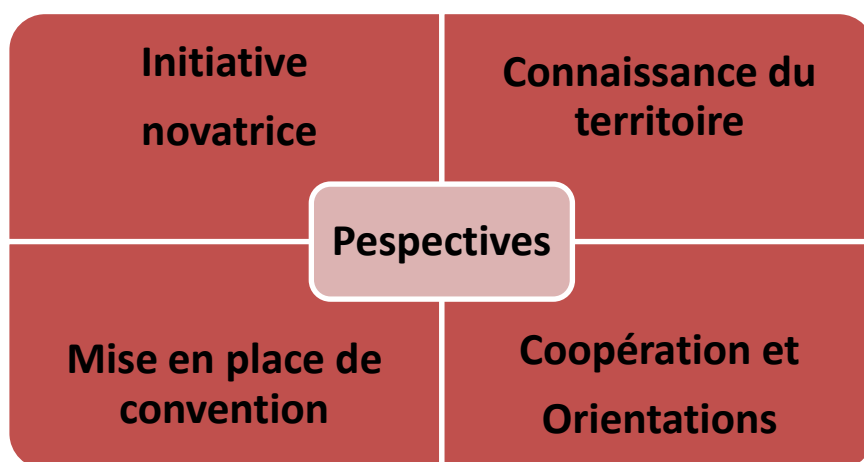 Initiative
novatrice
Connaissance du
territoire
Pespectives
Mise en place de
convention
Coopération et
Orientations